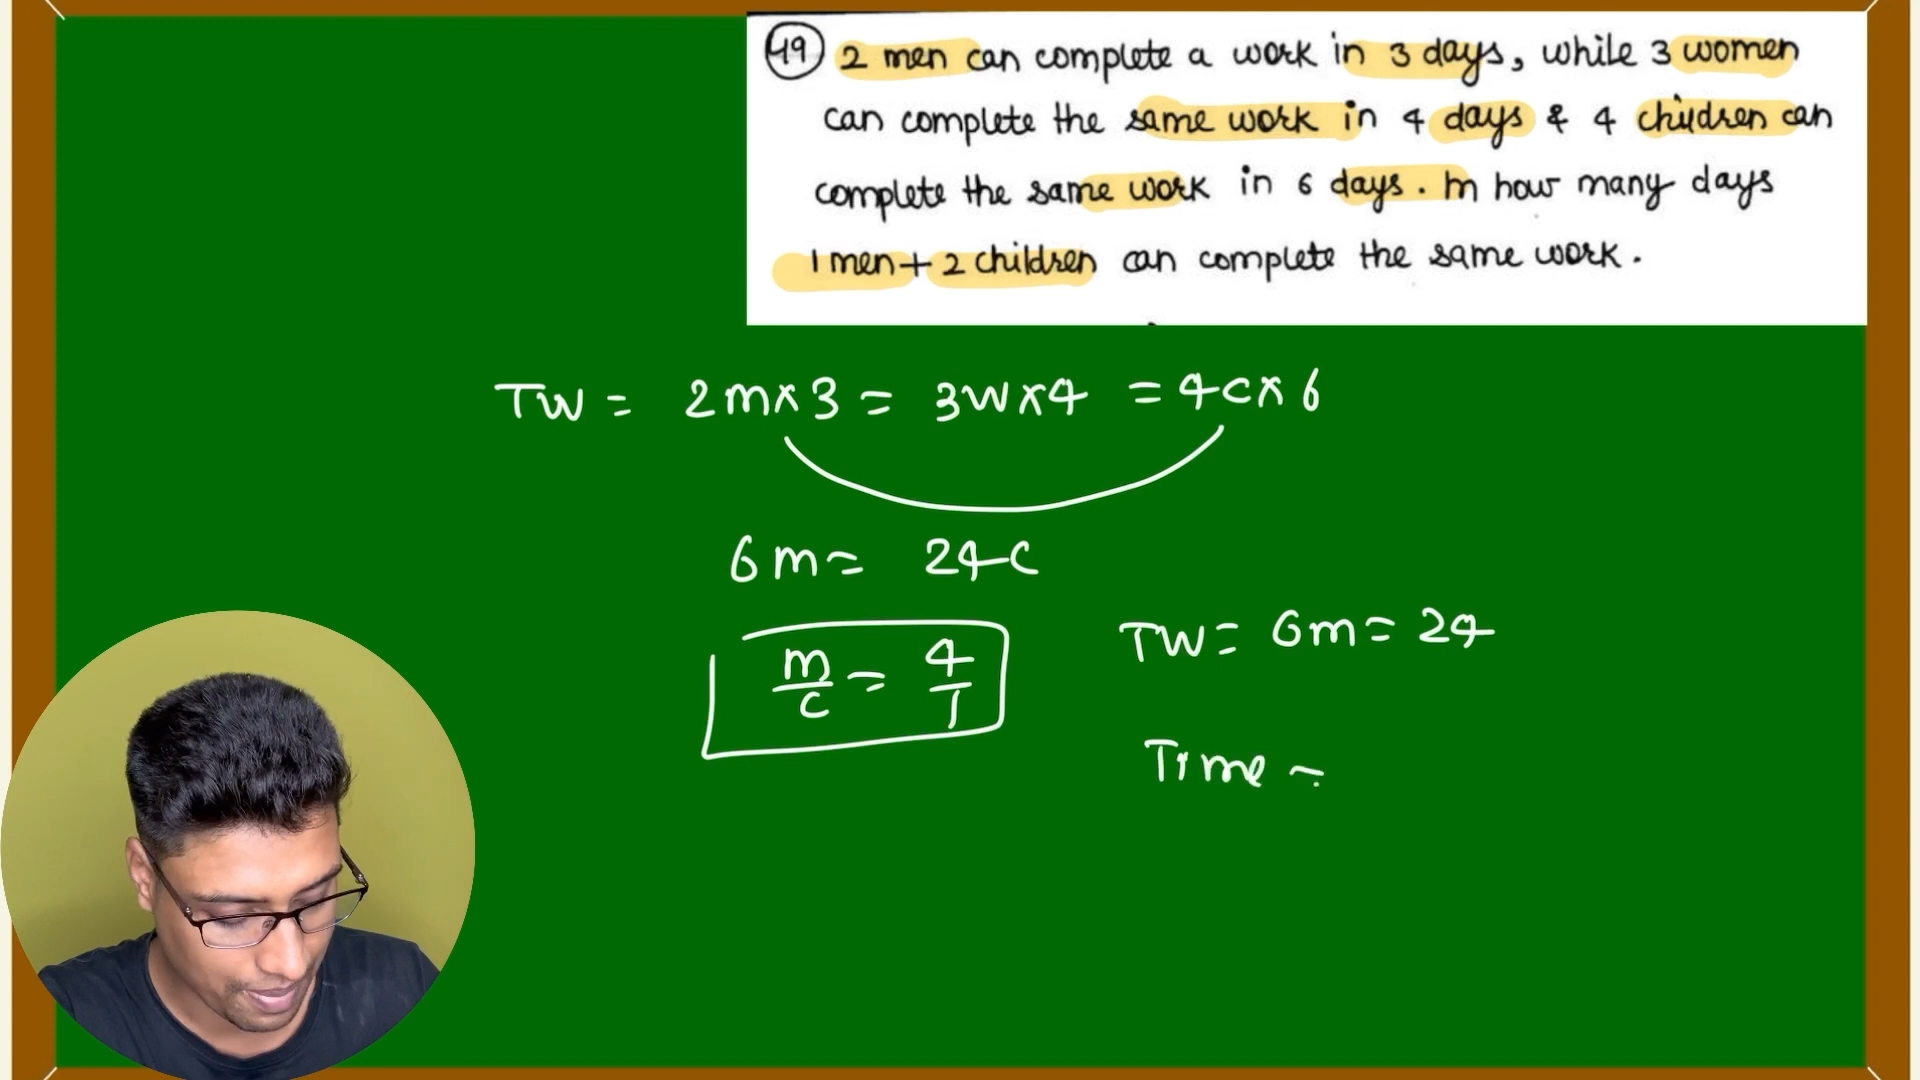 49 2 men can complete a work in 3 days, while 3 women
can complete the same work in 4 days & 4 children can
complete the same work in 6 days. In how many days
1 men + 2 children can complete the same work.
TW = 2m×3 = 3W×4 = 4C×6
6m = 24C
m/c = 4/1
TW = 6m = 24
Time =